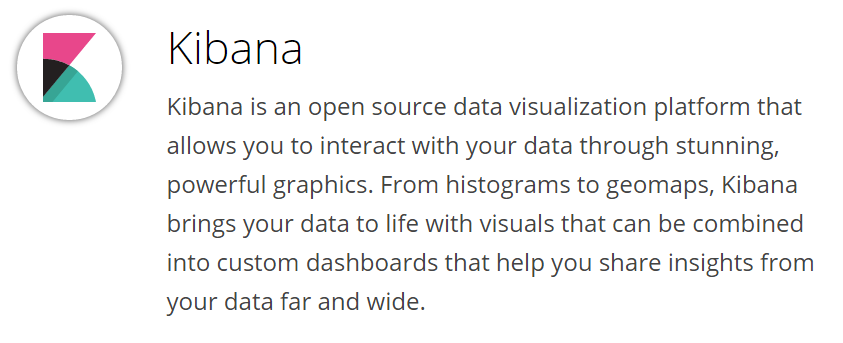 Kibana
Kibana is an open source data visualization platform that
allows you to interact with your data through stunning,
powerful graphics. From histograms to geomaps, Kibana
brings your data to life with visuals that can be combined
into custom dashboards that help you share insights from
your data far and wide.